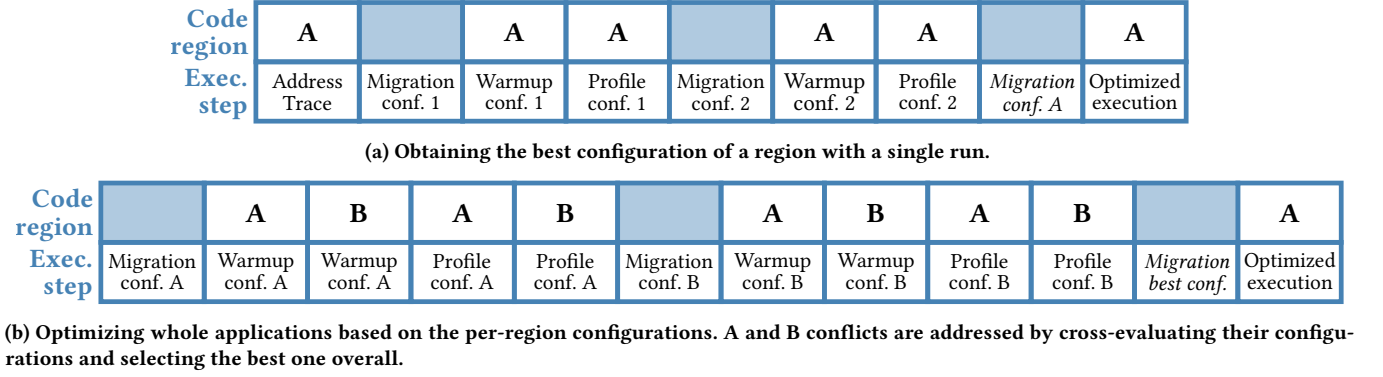 Code region A A A A A A
Exec. step Address Trace Migration conf. 1 Warmup conf. 1 Profile conf. 1 Migration conf. 2 Warmup conf. 2 Profile conf. 2 Migration conf. A Optimized execution
(a) Obtaining the best configuration of a region with a single run.
Code region A B A B A B A B A
Exec. step Migration conf. A Warmup conf. A Warmup conf. A Profile conf. A Profile conf. A Migration conf. B Warmup conf. B Warmup conf. B Profile conf. B Profile conf. B Migration best conf. Optimized execution
(b) Optimizing whole applications based on the per-region configurations. A and B conflicts are addressed by cross-evaluating their configu-
rations and selecting the best one overall.